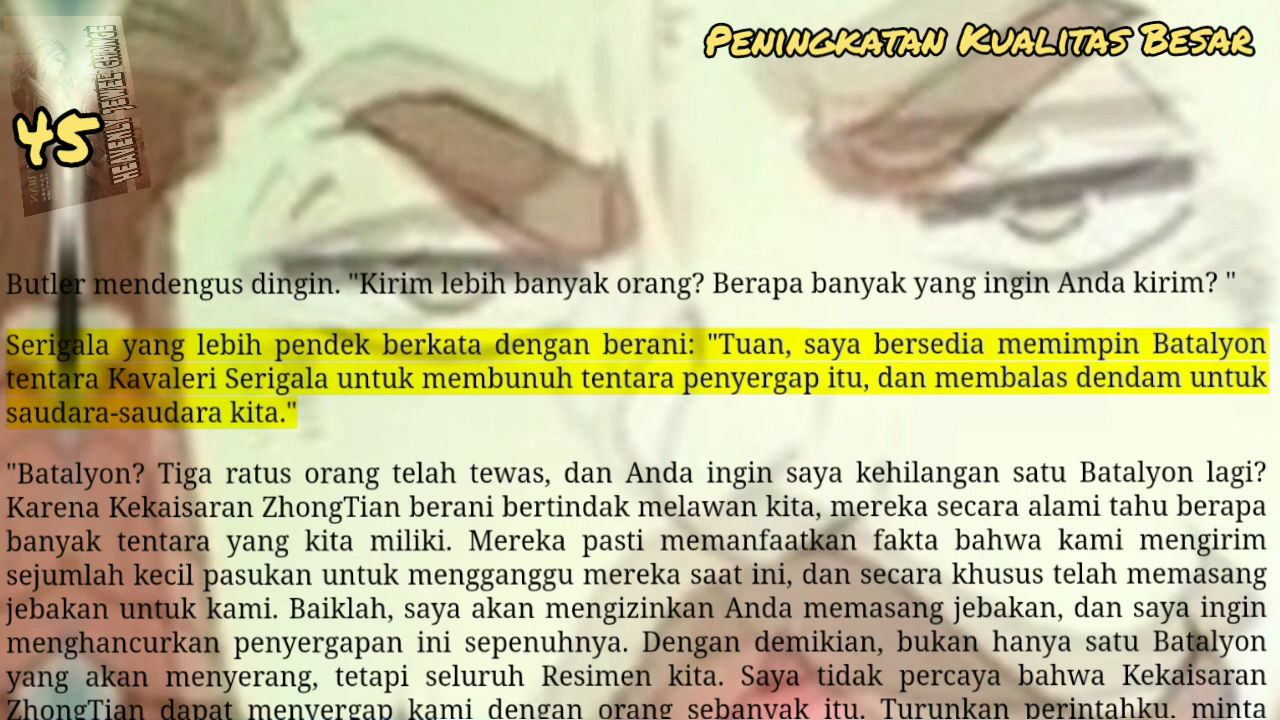 Peningkatan Kualitas Besar
45
HEAVENLY JEWEL CHANGE
Butler mendengus dingin. "Kirim lebih banyak orang? Berapa banyak yang ingin Anda kirim? "
Serigala yang lebih pendek berkata dengan berani: "Tuan, saya bersedia memimpin Batalyon
tentara Kavaleri Serigala untuk membunuh tentara penyergap itu, dan membalas dendam untuk
saudara-saudara kita."
"Batalyon? Tiga ratus orang telah tewas, dan Anda ingin saya kehilangan satu Batalyon lagi?
Karena Kekaisaran ZhongTian berani bertindak melawan kita, mereka secara alami tahu berapa
banyak tentara yang kita miliki. Mereka pasti memanfaatkan fakta bahwa kami mengirim
sejumlah kecil pasukan untuk mengganggu mereka saat ini, dan secara khusus telah memasang
jebakan untuk kami. Baiklah, saya akan mengizinkan Anda memasang jebakan, dan saya ingin
menghancurkan penyergapan ini sepenuhnya. Dengan demikian, bukan hanya satu Batalyon
yang akan menyerang, tetapi seluruh Resimen kita. Saya tidak percaya bahwa Kekaisaran
ZhongTian dapat menyergap kami dengan orang sebanyak itu. Turunkan perintahku, minta